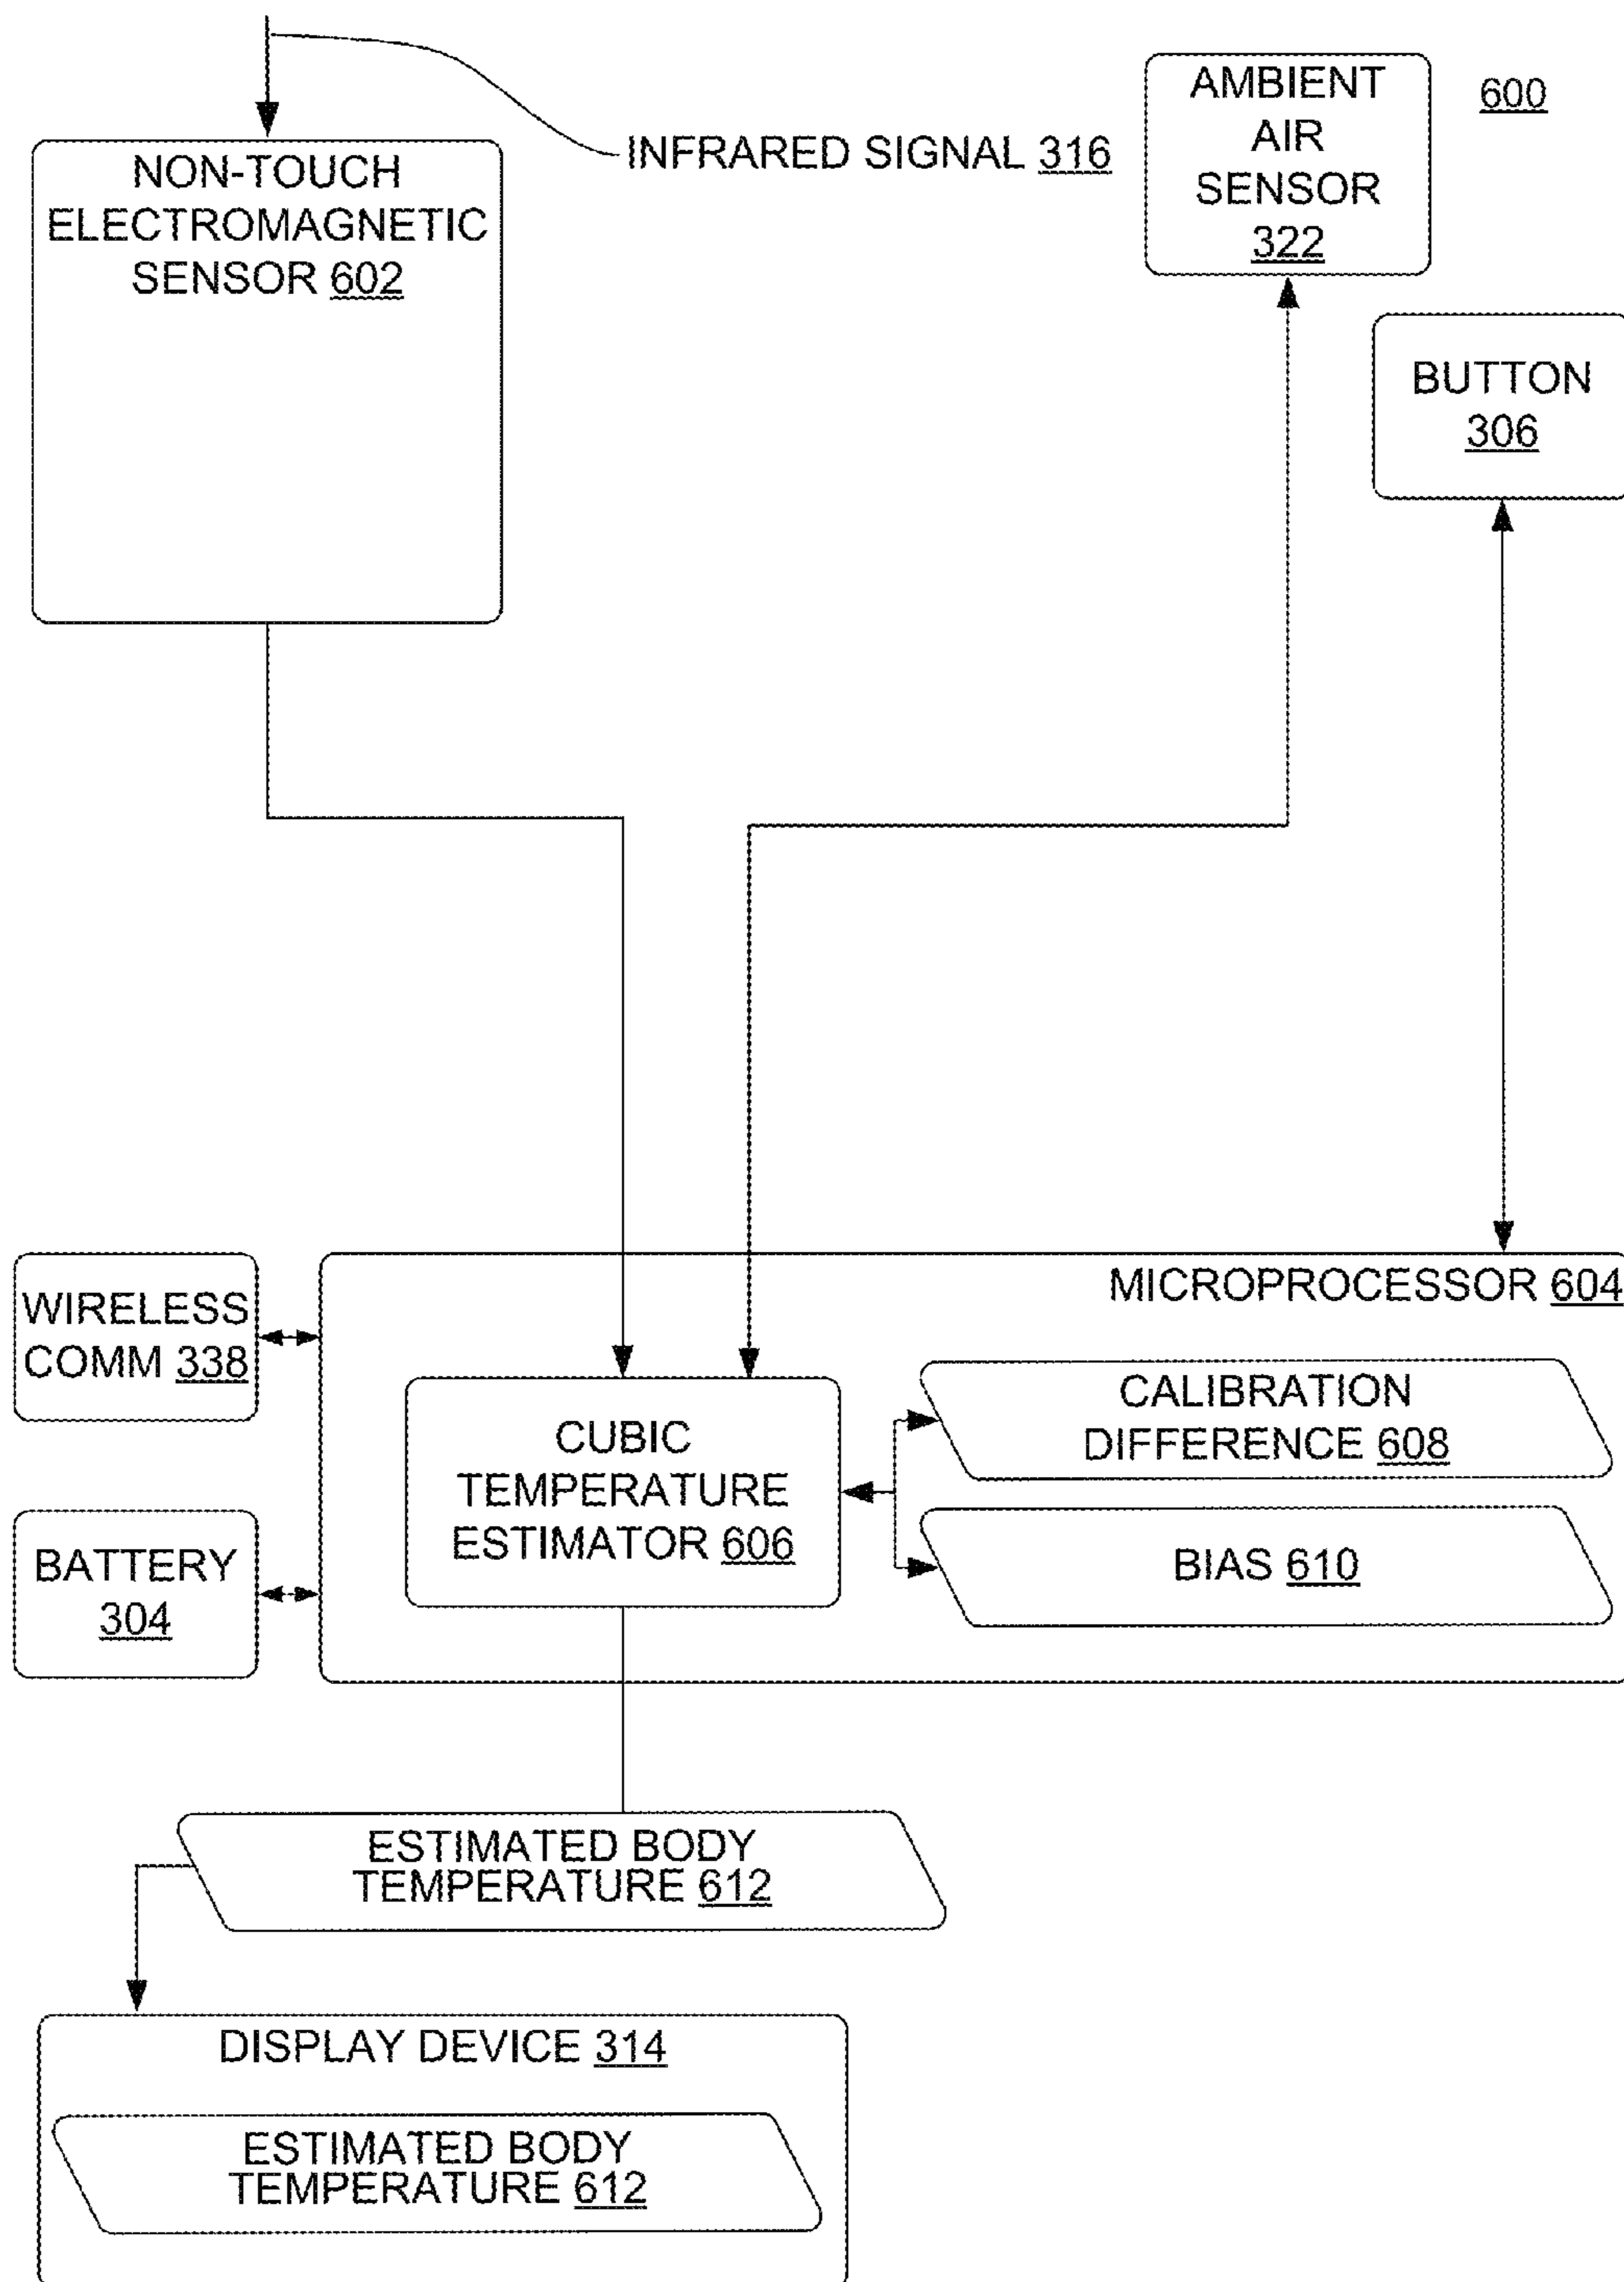 INFRARED SIGNAL 316
AMBIENT
AIR
SENSOR
322
600
NON-TOUCH
ELECTROMAGNETIC
SENSOR 602
BUTTON
306
MICROPROCESSOR 604
WIRELESS
COMM 338
CUBIC
TEMPERATURE
ESTIMATOR 606
CALIBRATION
DIFFERENCE 608
BATTERY
304
BIAS 610
ESTIMATED BODY
TEMPERATURE 612
DISPLAY DEVICE 314
ESTIMATED BODY
TEMPERATURE 612